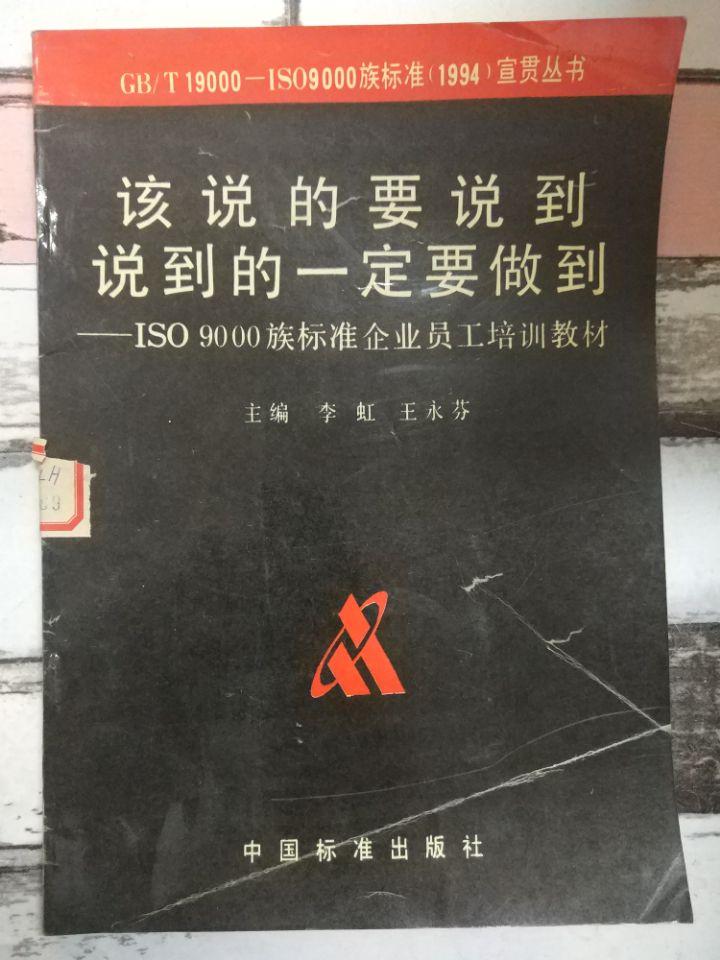 GB/T 19000—ISO9000族标准(1994)宣贯丛书
该说的要说到
说到的一定要做到
——ISO 9000族标准企业员工培训教材
主编 李虹 王永芬
LH
中国标准出版社